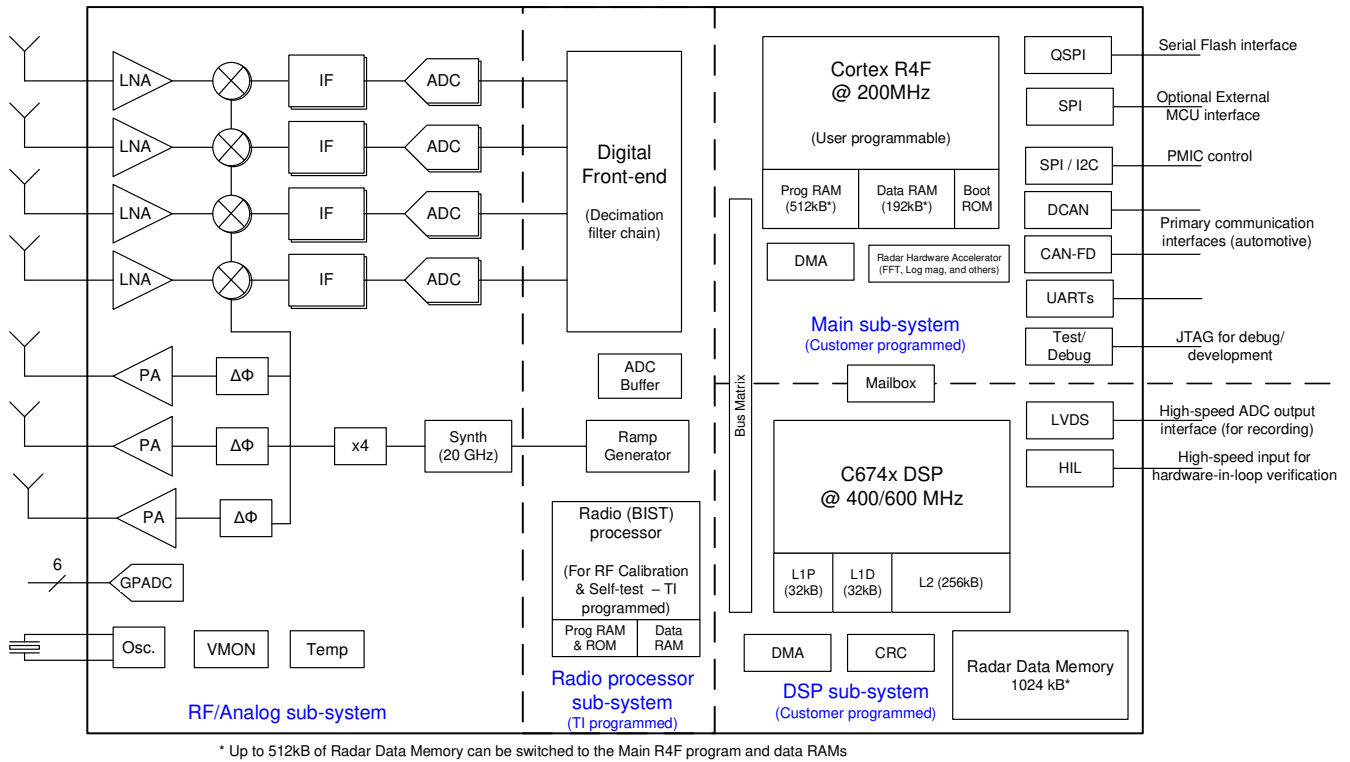 LNA
IF
ADC
LNA
IF
ADC
LNA
IF
ADC
LNA
IF
ADC
PA
ΔΦ
PA
ΔΦ
x4
Synth
(20 GHz)
PA
ΔΦ
6
GPADC
Osc.
VMON
Temp
RF/Analog sub-system
Digital
Front-end
(Decimation
filter chain)
ADC
Buffer
Ramp
Generator
Radio (BIST)
processor
(For RF Calibration
& Self-test – TI
programmed)
Prog RAM
& ROM
Data
RAM
Radio processor
sub-system
(TI programmed)
Bus Matrix
Cortex R4F
@ 200MHz
(User programmable)
Prog RAM
(512kB*)
Data RAM
(192kB*)
Boot
ROM
DMA
Radar Hardware Accelerator
(FFT, Log mag, and others)
Main sub-system
(Customer programmed)
Mailbox
C674x DSP
@ 400/600 MHz
L1P
(32kB)
L1D
(32kB)
L2 (256kB)
DMA
CRC
DSP sub-system
(Customer programmed)
Radar Data Memory
1024 kB*
QSPI
Serial Flash interface
SPI
Optional External
MCU interface
SPI / I2C
PMIC control
DCAN
Primary communication
interfaces (automotive)
CAN-FD
UARTs
Test/
Debug
JTAG for debug/
development
LVDS
High-speed ADC output
interface (for recording)
HIL
High-speed input for
hardware-in-loop verification
* Up to 512kB of Radar Data Memory can be switched to the Main R4F program and data RAMs